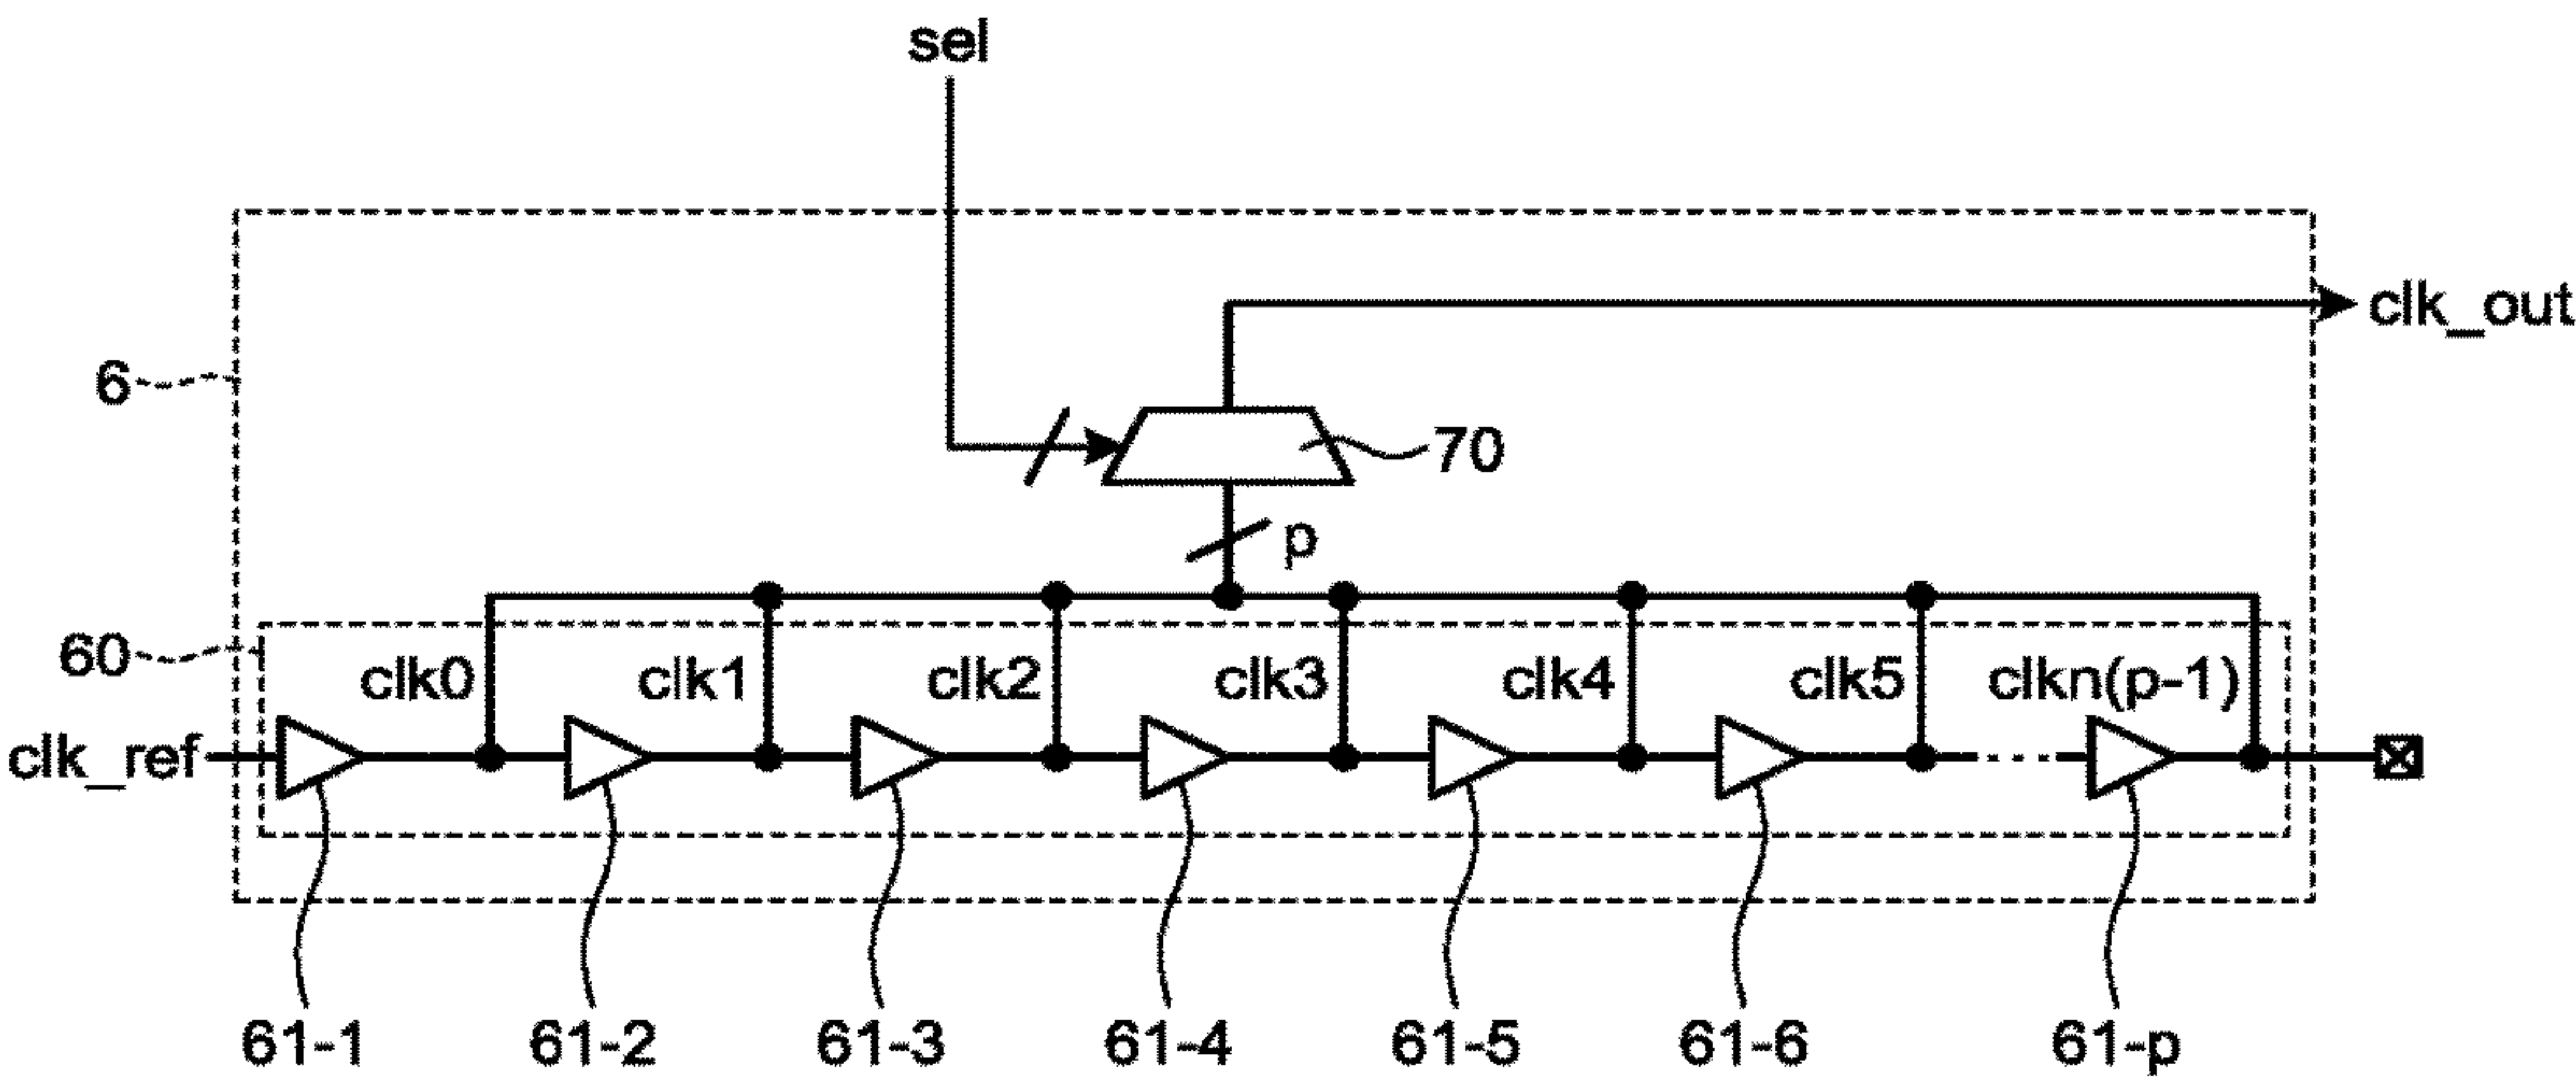 sel
clk_out
6
70
p
60
clk0 clk1 clk2 clk3 clk4 clk5 clkn(p-1)
clk_ref
61-1 61-2 61-3 61-4 61-5 61-6 61-p